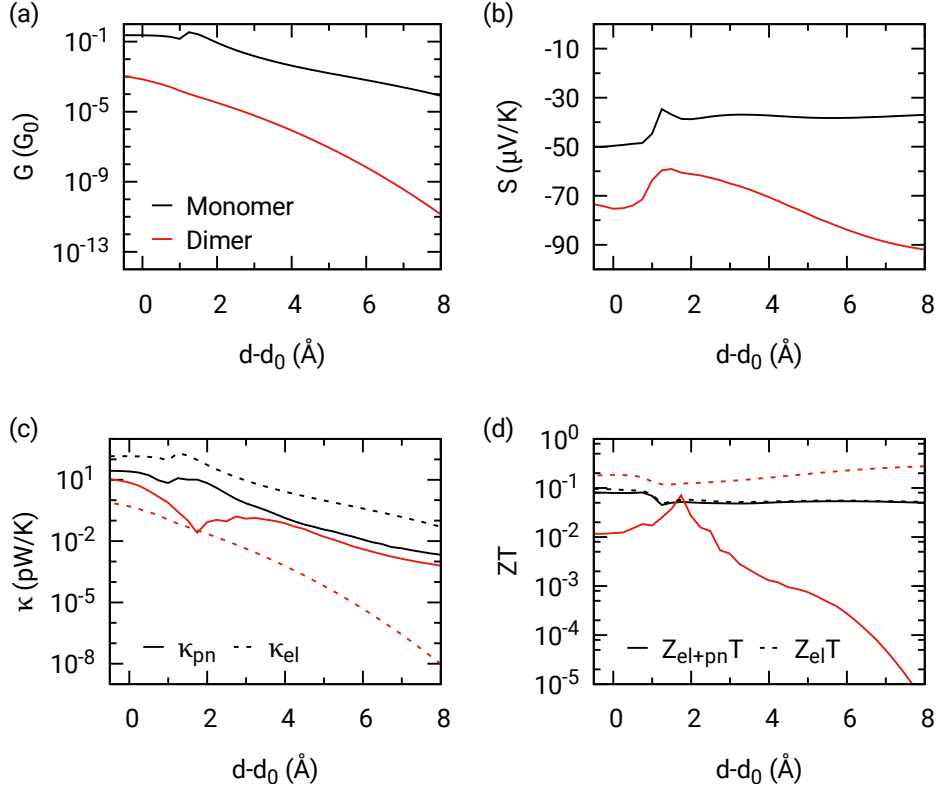 (a)
10⁻¹
10⁻⁵
10⁻⁹
10⁻¹³
G (G₀)
Monomer
Dimer
0 2 4 6 8
d-d₀ (Å)
(b)
-10
-30
-50
-70
-90
S (μV/K)
0 2 4 6 8
d-d₀ (Å)
(c)
10¹
10⁻²
10⁻⁵
10⁻⁸
κ (pW/K)
κpn κel
0 2 4 6 8
d-d₀ (Å)
(d)
10⁰
10⁻¹
10⁻²
10⁻³
10⁻⁴
10⁻⁵
ZT
Zel+pnT ZelT
0 2 4 6 8
d-d₀ (Å)